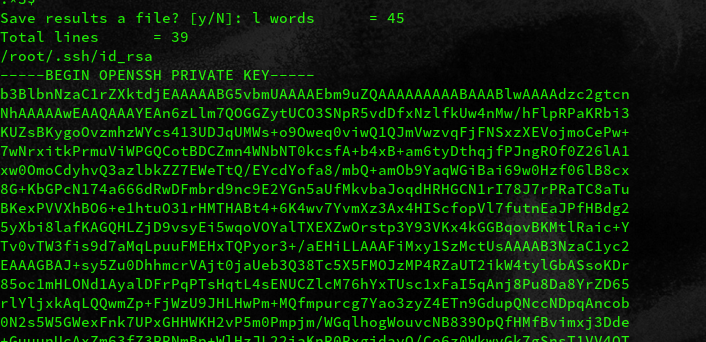 Save results a file? [y/N]: l words      = 45
Total lines      = 39
/root/.ssh/id_rsa
-----BEGIN OPENSSH PRIVATE KEY-----
b3BlbnNzaC1rZXktdjEAAAAABG5vbmUAAAAEbm9uZQAAAAAAAAABAAABlwAAAAdzc2gtcn
NhAAAAAwEAAQAAAYEAn6zLlm7QOGGZytUCO3SNpR5vdDfxNzlfkUw4nMw/hFlpRPaKRbi3
KUZsBKygoOvzmhzWYcs413UDJqUMWs+o9Oweq0viwQ1QJmVwzvqFjFNSxzXEVojmoCePw+
7wNrxitkPrmuViWPGQCotBDCZmn4WNbNT0kcsfA+b4xB+am6tyDthqjfPJngROf0Z26lA1
xw0OmoCdyhvQ3azlbkZZ7EWeTtQ/EYcdYofa8/mbQ+amOb9YaqWGiBai69w0Hzf06lB8cx
8G+KbGPcN174a666dRwDFmbrd9nc9E2YGn5aUfMkvbaJoqdHRHGCN1rI78J7rPRaTC8aTu
BKexPVVXhBO6+e1htuO31rHMTHABt4+6K4wv7YvmXz3Ax4HIScfopVl7futnEaJPfHBdg2
5yXbi8lafKAGQHLZjD9vsyEi5wqoVOYalTXEXZwOrstp3Y93VKx4kGGBqovBKMtlRaic+Y
Tv0vTW3fis9d7aMqLpuuFMEHxTQPyor3+/aEHiLLAAAFiMxy1SzMctUsAAAAB3NzaC1yc2
EAAAGBAJ+sy5Zu0DhhmcrVAjt0jaUeb3Q38Tc5X5FMOJzMP4RZaUT2ikW4tylGbASsoKDr
85oc1mHLONd1AyalDFrPqPTsHqtL4sENUCZlcM76hYxTUsc1xFaI5qAnj8Pu8Da8YrZD65
rlYljxkAqLQQwmZp+FjWzU9JHLHwPm+MQfmpurcg7Yao3zyZ4ETn9GdupQNccNDpqAncob
0N2s5W5GWexFnk7UPxGHHWKH2vP5m0Pmpjm/WGqlhogWouvcNB839OpQfHMfBvimxj3Dde